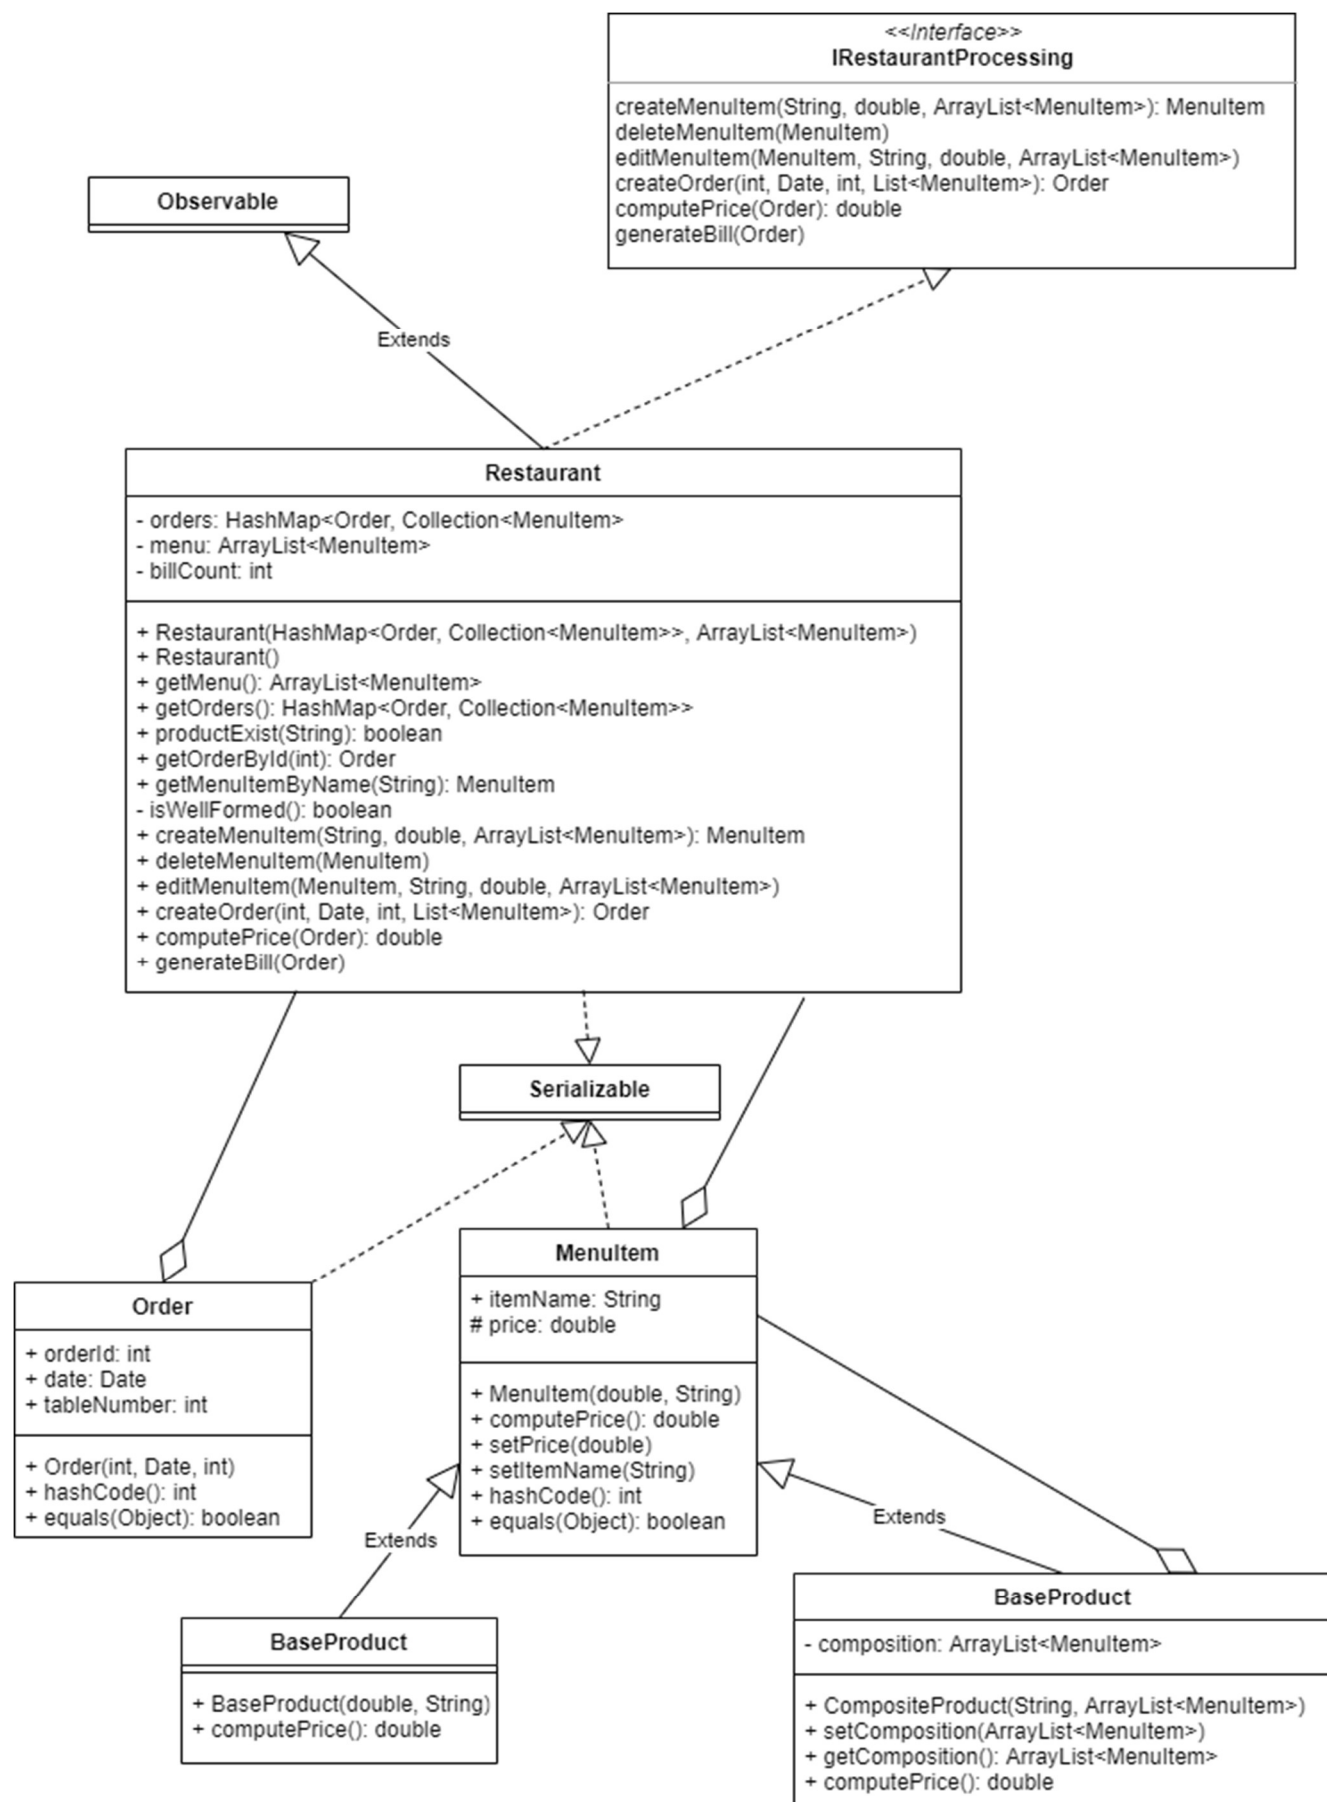 <<Interface>>
IRestaurantProcessing
createMenuItem(String, double, ArrayList<MenuItem>): MenuItem
deleteMenuItem(MenuItem)
editMenuItem(MenuItem, String, double, ArrayList<MenuItem>)
createOrder(int, Date, int, List<MenuItem>): Order
computePrice(Order): double
generateBill(Order)
Observable
Extends
Restaurant
- orders: HashMap<Order, Collection<MenuItem>
- menu: ArrayList<MenuItem>
- billCount: int
+ Restaurant(HashMap<Order, Collection<MenuItem>>, ArrayList<MenuItem>)
+ Restaurant()
+ getMenu(): ArrayList<MenuItem>
+ getOrders(): HashMap<Order, Collection<MenuItem>>
+ productExist(String): boolean
+ getOrderById(int): Order
+ getMenuItemByName(String): MenuItem
- isWellFormed(): boolean
+ createMenuItem(String, double, ArrayList<MenuItem>): MenuItem
+ deleteMenuItem(MenuItem)
+ editMenuItem(MenuItem, String, double, ArrayList<MenuItem>)
+ createOrder(int, Date, int, List<MenuItem>): Order
+ computePrice(Order): double
+ generateBill(Order)
Serializable
Order
+ orderId: int
+ date: Date
+ tableNumber: int
+ Order(int, Date, int)
+ hashCode(): int
+ equals(Object): boolean
MenuItem
+ itemName: String
# price: double
+ MenuItem(double, String)
+ computePrice(): double
+ setPrice(double)
+ setItemName(String)
+ hashCode(): int
+ equals(Object): boolean
Extends
Extends
BaseProduct
+ BaseProduct(double, String)
+ computePrice(): double
BaseProduct
- composition: ArrayList<MenuItem>
+ CompositeProduct(String, ArrayList<MenuItem>)
+ setComposition(ArrayList<MenuItem>)
+ getComposition(): ArrayList<MenuItem>
+ computePrice(): double